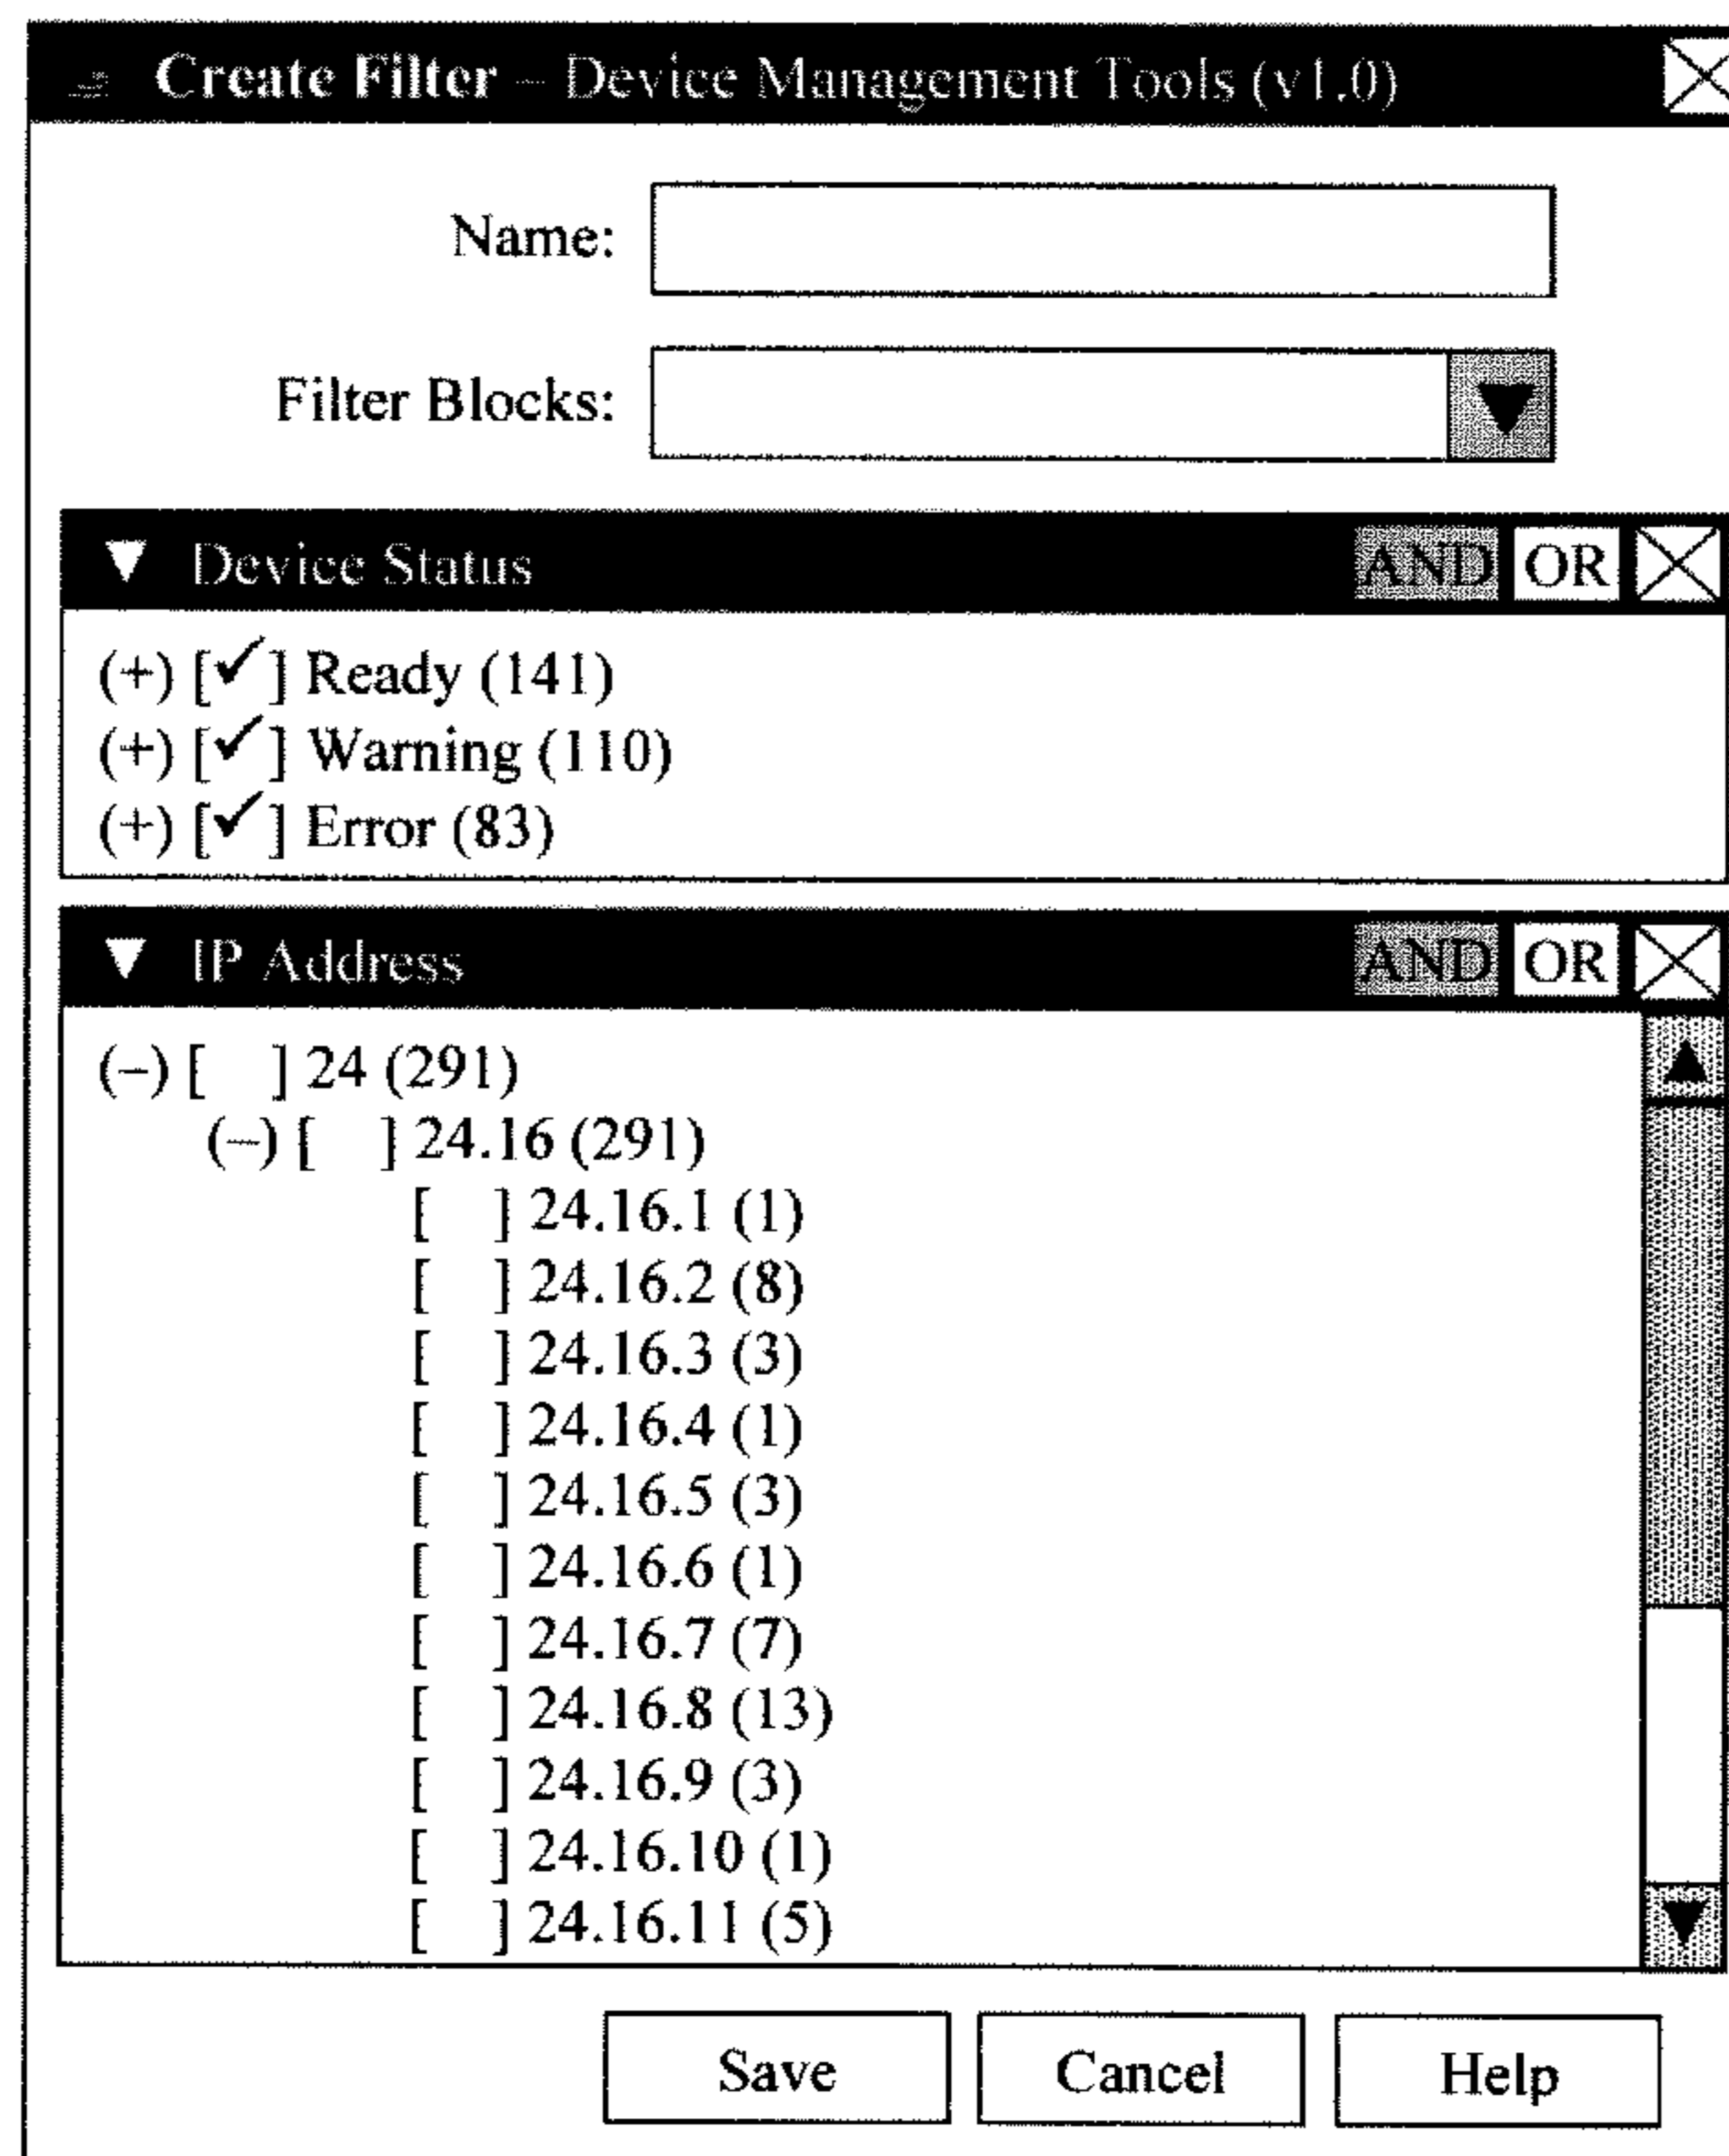 Create Filter – Device Management Tools (v1.0)
Name:
Filter Blocks:
Device Status AND OR
(+) [✓] Ready (141)
(+) [✓] Warning (110)
(+) [✓] Error (83)
IP Address AND OR
(–) [ ] 24 (291)
(–) [ ] 24.16 (291)
[ ] 24.16.1 (1)
[ ] 24.16.2 (8)
[ ] 24.16.3 (3)
[ ] 24.16.4 (1)
[ ] 24.16.5 (3)
[ ] 24.16.6 (1)
[ ] 24.16.7 (7)
[ ] 24.16.8 (13)
[ ] 24.16.9 (3)
[ ] 24.16.10 (1)
[ ] 24.16.11 (5)
Save Cancel Help